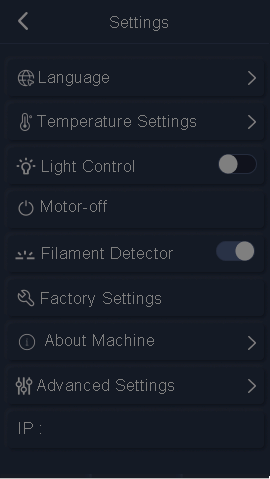 Settings
Language
Temperature Settings
Light Control
Motor-off
Filament Detector
Factory Settings
About Machine
Advanced Settings
IP :